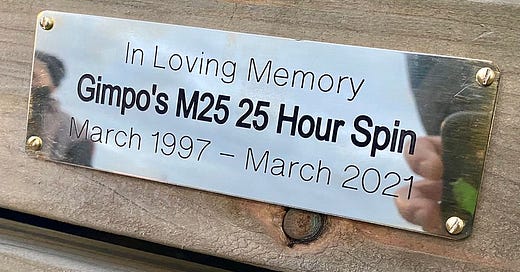 In Loving Memory
Gimpo's M25 25 Hour Spin
March 1997 – March 2021